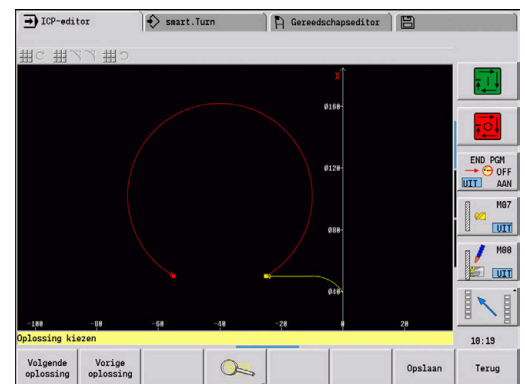 ICP-editor
smart.Turn
Gereedschapseditor
X
Ø160
Ø120
Ø80
Ø40
-100
-80
-60
-40
-20
0
20
END PGM
OFF
UIT AAN
M07
UIT
M08
UIT
Oplossing kiezen
10:19
Volgende oplossing
Vorige oplossing
Opslaan
Terug